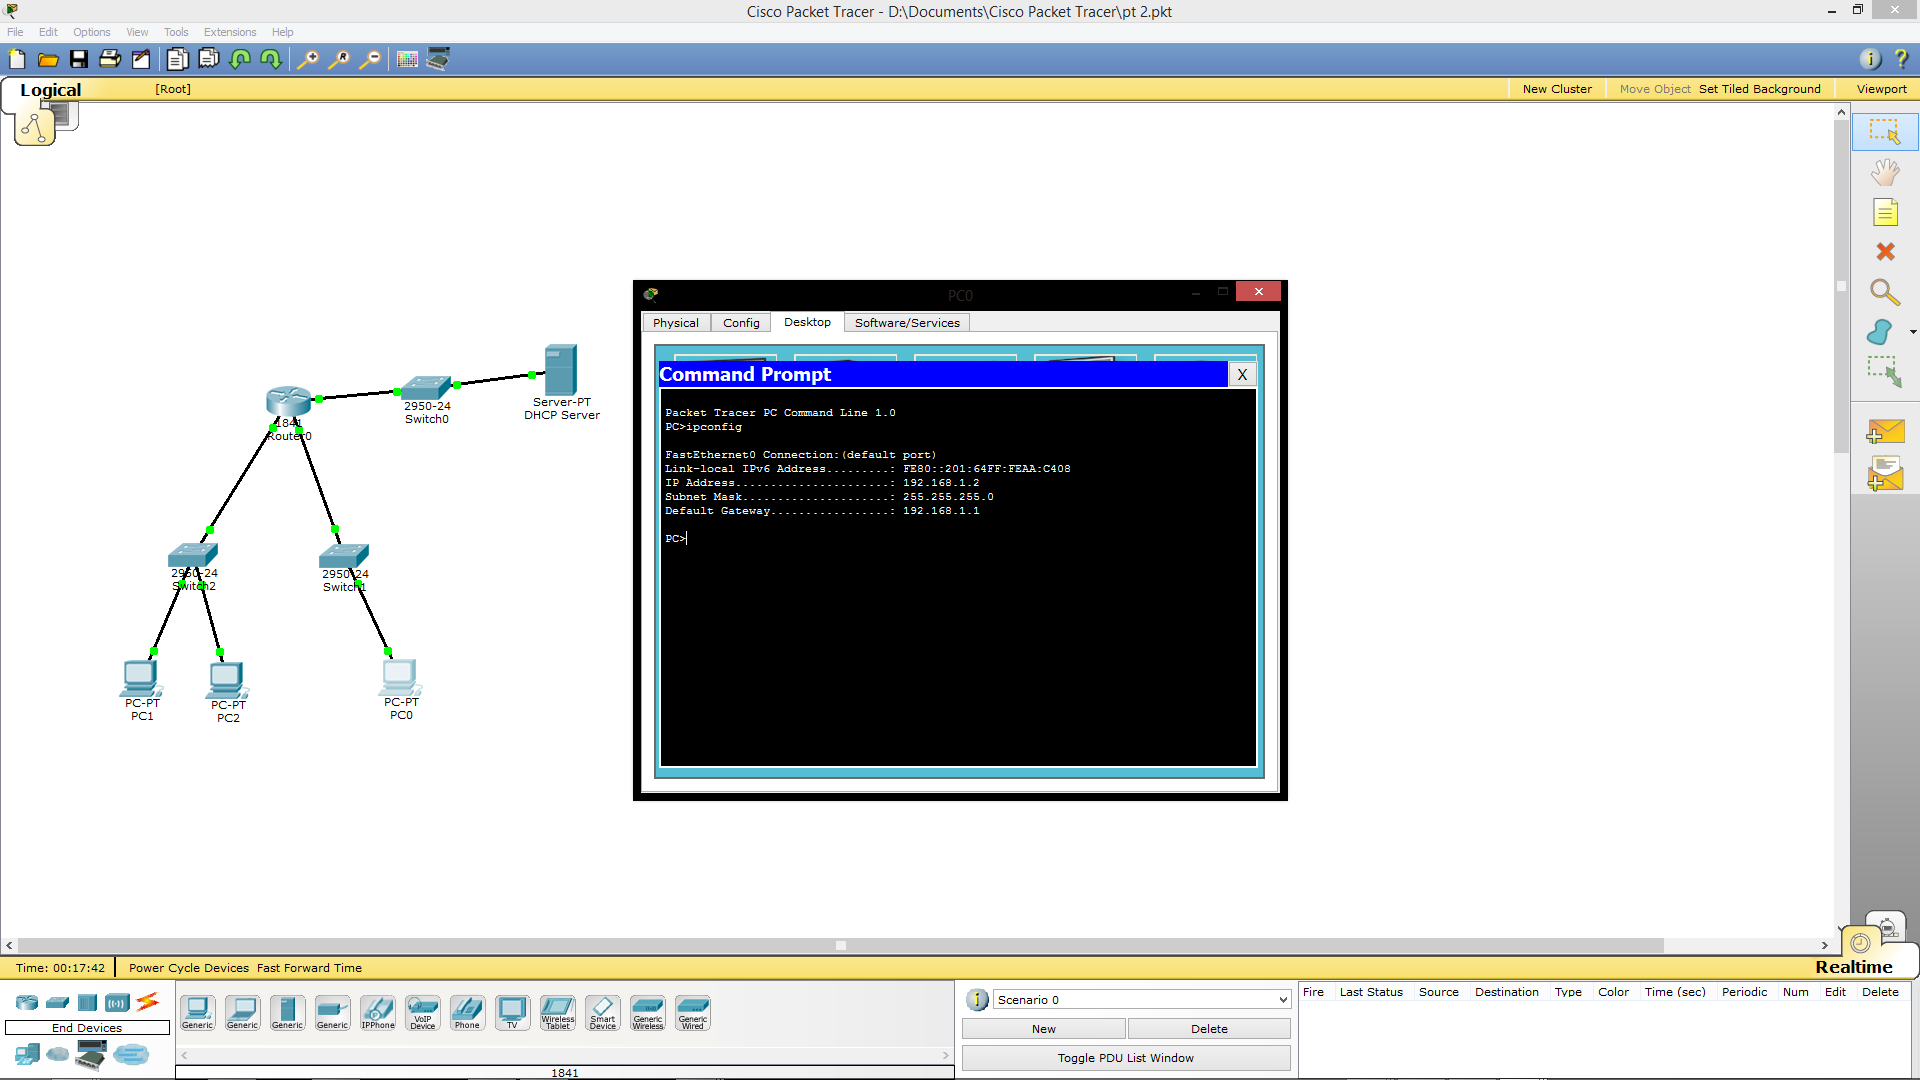 Cisco Packet Tracer - D:\Documents\Cisco Packet Tracer\pt 2.pkt
File Edit Options View Tools Extensions Help
Logical [Root] New Cluster Move Object Set Tiled Background Viewport
PC0
Physical Config Desktop Software/Services
Command Prompt X
Packet Tracer PC Command Line 1.0
PC>ipconfig
FastEthernet0 Connection:(default port)
Link-local IPv6 Address.........: FE80::201:64FF:FEAA:C408
IP Address......................: 192.168.1.2
Subnet Mask.....................: 255.255.255.0
Default Gateway.................: 192.168.1.1
PC>
Server-PT
DHCP Server
2950-24
Switch0
1841
Router0
2950-24
Switch2
2950-24
Switch1
PC-PT
PC1
PC-PT
PC2
PC-PT
PC0
Time: 00:17:42 Power Cycle Devices Fast Forward Time
Realtime
End Devices
Generic Generic Generic Generic IPPhone VoIP Device Phone TV Wireless Tablet Smart Device Generic Wireless Generic Wired
1841
Scenario 0
New Delete
Toggle PDU List Window
Fire Last Status Source Destination Type Color Time (sec) Periodic Num Edit Delete